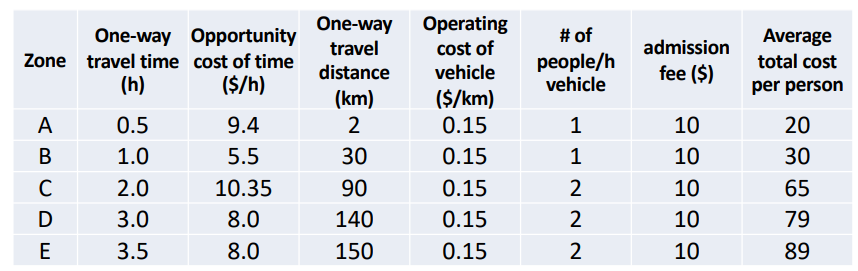 Zone One-way travel time (h) Opportunity cost of time ($/h) One-way travel distance (km) Operating cost of vehicle ($/km) # of people/h vehicle admission fee ($) Average total cost per person
A 0.5 9.4 2 0.15 1 10 20
B 1.0 5.5 30 0.15 1 10 30
C 2.0 10.35 90 0.15 2 10 65
D 3.0 8.0 140 0.15 2 10 79
E 3.5 8.0 150 0.15 2 10 89